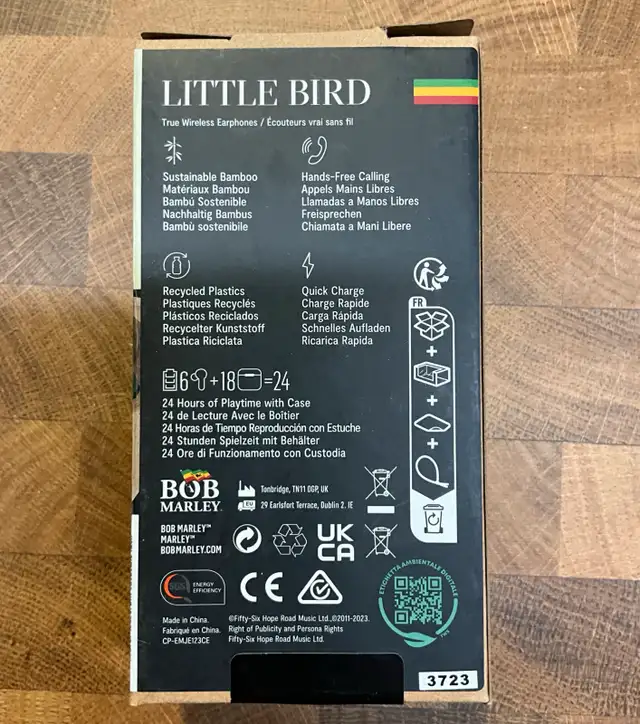 LITTLE BIRD
True Wireless Earphones / Écouteurs vrai sans fil
Sustainable Bamboo
Matériaux Bambou
Bambú Sostenible
Nachhaltig Bambus
Bambù sostenibile
Hands-Free Calling
Appels Mains Libres
Llamadas a Manos Libres
Freisprechen
Chiamata a Mani Libere
Recycled Plastics
Plastiques Recyclés
Plásticos Reciclados
Recycelter Kunststoff
Plastica Riciclata
Quick Charge
Charge Rapide
Carga Rápida
Schnelles Aufladen
Ricarica Rapida
FR
+
+
+
6 +18 =24
24 Hours of Playtime with Case
24 de Lecture Avec le Boîtier
24 Horas de Tiempo Reproducción con Estuche
24 Stunden Spielzeit mit Behälter
24 Ore di Funzionamento con Custodia
BOB
MARLEY
BOB MARLEY™
MARLEY™
BOBMARLEY.COM
Tonbridge, TN11 0GP, UK
29 Earlsfort Terrace, Dublin 2. IE
UK
CA
SGS ENERGY
EFFICIENCY
CE
ETICHETTA AMBIENTALE DIGITALE
Made in China.
Fabriqué en China.
CP-EMJE123CE
©Fifty-Six Hope Road Music Ltd.,©2011-2023.
Right of Publicity and Persona Rights
Fifty-Six Hope Road Music Ltd.
3723